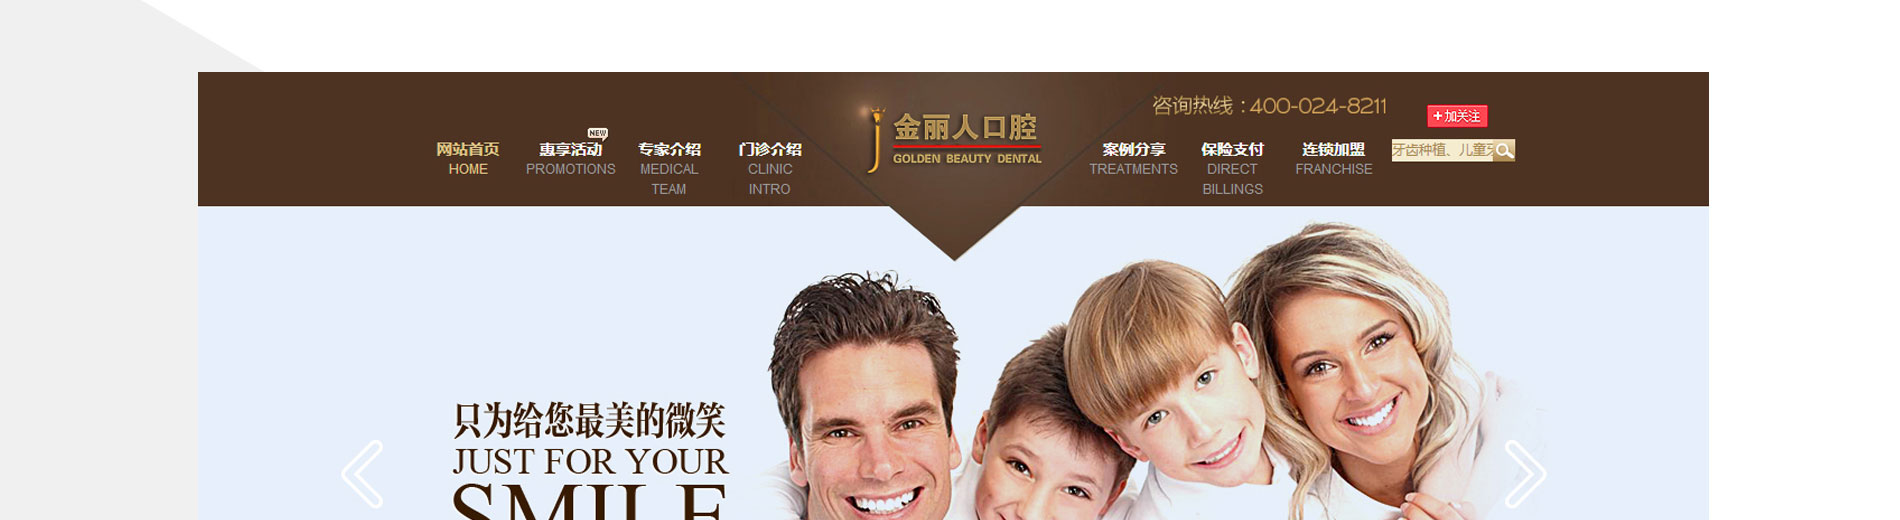 咨询热线：400-024-8211
+加关注
金丽人口腔
GOLDEN BEAUTY DENTAL
网站首页
HOME
惠享活动
NEW
PROMOTIONS
专家介绍
MEDICAL
TEAM
门诊介绍
CLINIC
INTRO
案例分享
TREATMENTS
保险支付
DIRECT
BILLINGS
连锁加盟
FRANCHISE
牙齿种植、儿童牙
只为给您最美的微笑
JUST FOR YOUR
SMILE